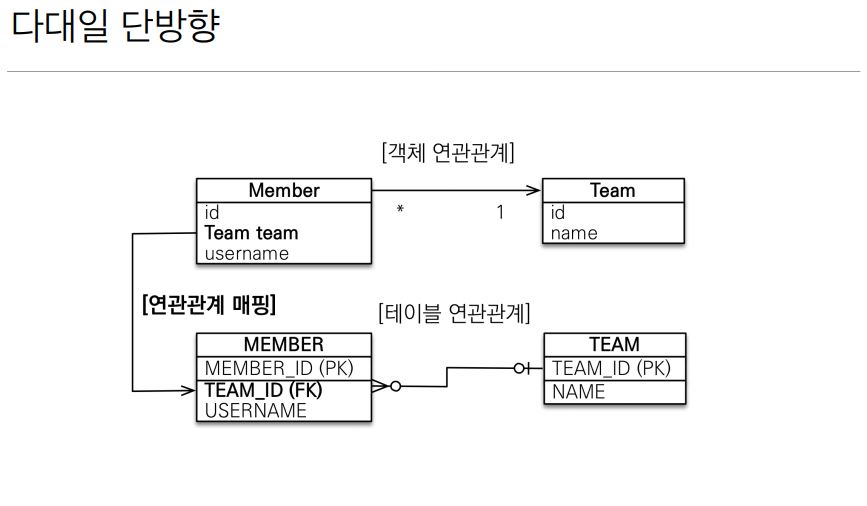 다대일 단방향
[객체 연관관계]
Member
id
Team team
username
* 1
Team
id
name
[연관관계 매핑]
[테이블 연관관계]
MEMBER
MEMBER_ID (PK)
TEAM_ID (FK)
USERNAME
TEAM
TEAM_ID (PK)
NAME